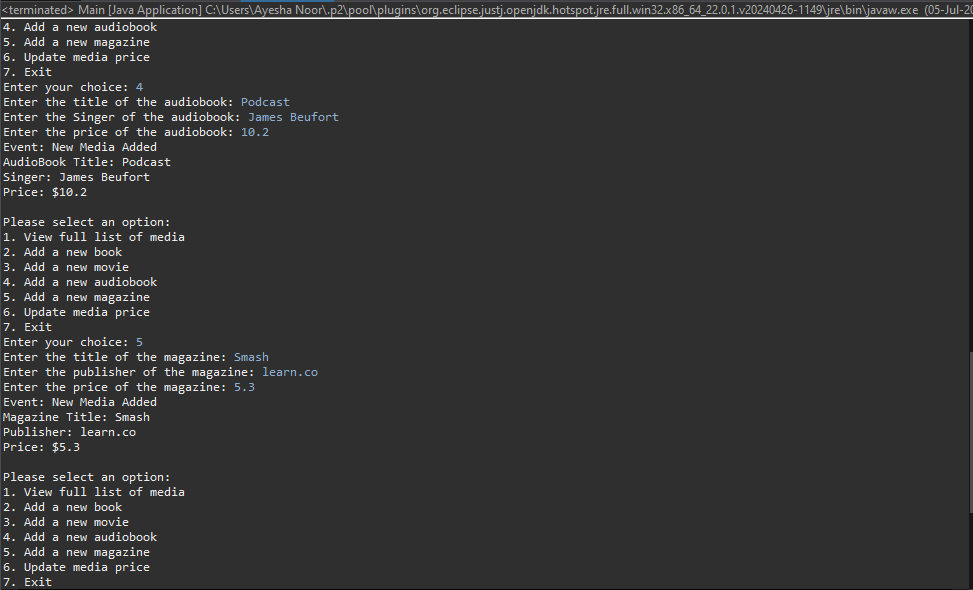 <terminated> Main [Java Application] C:\Users\Ayesha Noor\.p2\pool\plugins\org.eclipse.justj.openjdk.hotspot.jre.full.win32.x86_64_22.0.1.v20240426-1149\jre\bin\javaw.exe (05-Jul-20
4. Add a new audiobook
5. Add a new magazine
6. Update media price
7. Exit
Enter your choice: 4
Enter the title of the audiobook: Podcast
Enter the Singer of the audiobook: James Beufort
Enter the price of the audiobook: 10.2
Event: New Media Added
AudioBook Title: Podcast
Singer: James Beufort
Price: $10.2
Please select an option:
1. View full list of media
2. Add a new book
3. Add a new movie
4. Add a new audiobook
5. Add a new magazine
6. Update media price
7. Exit
Enter your choice: 5
Enter the title of the magazine: Smash
Enter the publisher of the magazine: learn.co
Enter the price of the magazine: 5.3
Event: New Media Added
Magazine Title: Smash
Publisher: learn.co
Price: $5.3
Please select an option:
1. View full list of media
2. Add a new book
3. Add a new movie
4. Add a new audiobook
5. Add a new magazine
6. Update media price
7. Exit